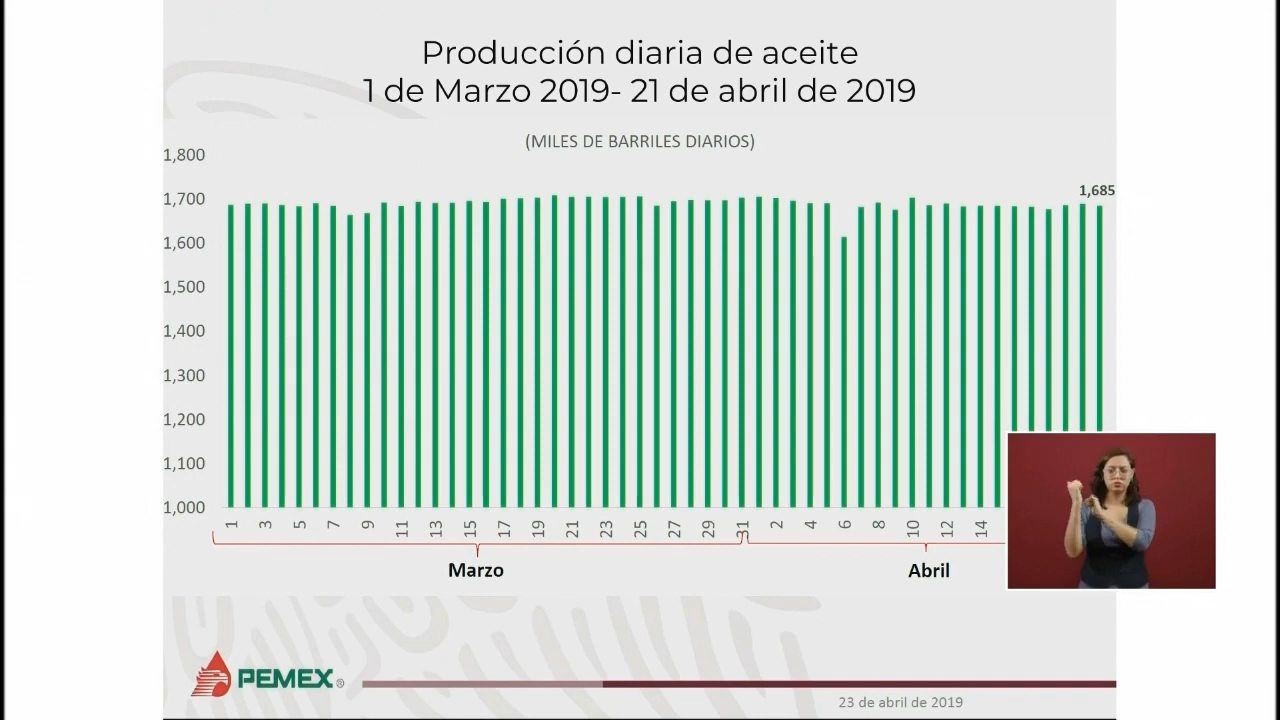 Producción diaria de aceite
1 de Marzo 2019- 21 de abril de 2019
(MILES DE BARRILES DIARIOS)
1,800
1,700
1,600
1,500
1,400
1,300
1,200
1,100
1,000
1,685
1 3 5 7 9 11 13 15 17 19 21 23 25 27 29 31 2 4 6 8 10 12 14
Marzo Abril
PEMEX ®
23 de abril de 2019